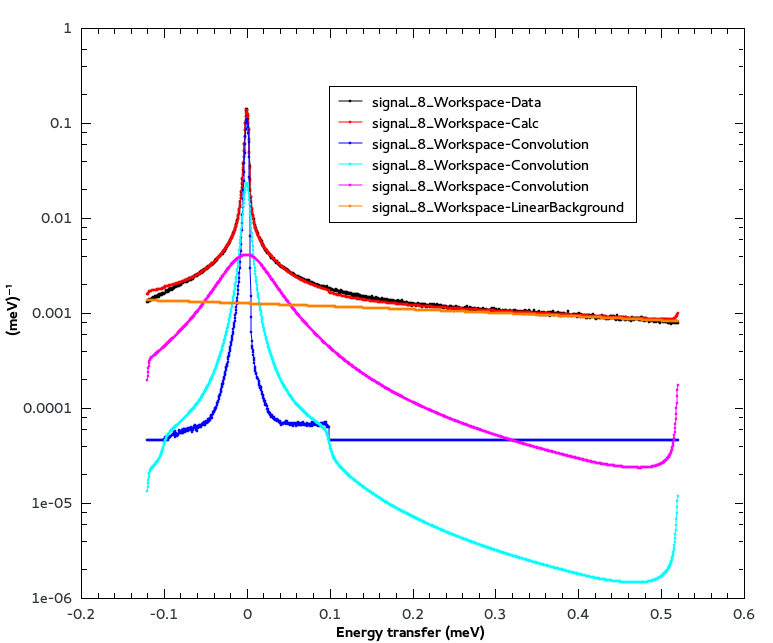 1
0.1
0.01
0.001
0.0001
1e-05
1e-06
(meV)⁻¹
signal_8_Workspace-Data
signal_8_Workspace-Calc
signal_8_Workspace-Convolution
signal_8_Workspace-Convolution
signal_8_Workspace-Convolution
signal_8_Workspace-LinearBackground
-0.2 -0.1 0 0.1 0.2 0.3 0.4 0.5 0.6
Energy transfer (meV)